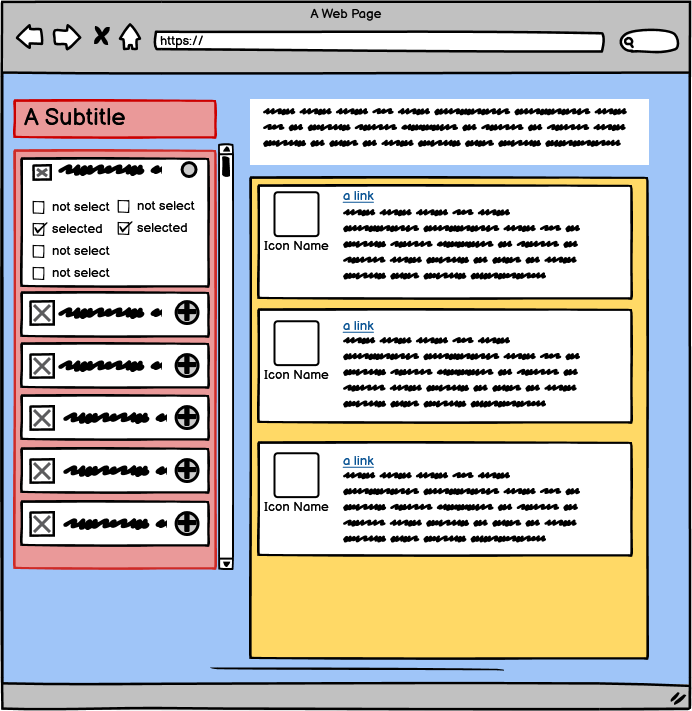 A Web Page
https://
A Subtitle
not select not select
selected selected
not select
not select
a link
Icon Name
a link
Icon Name
a link
Icon Name